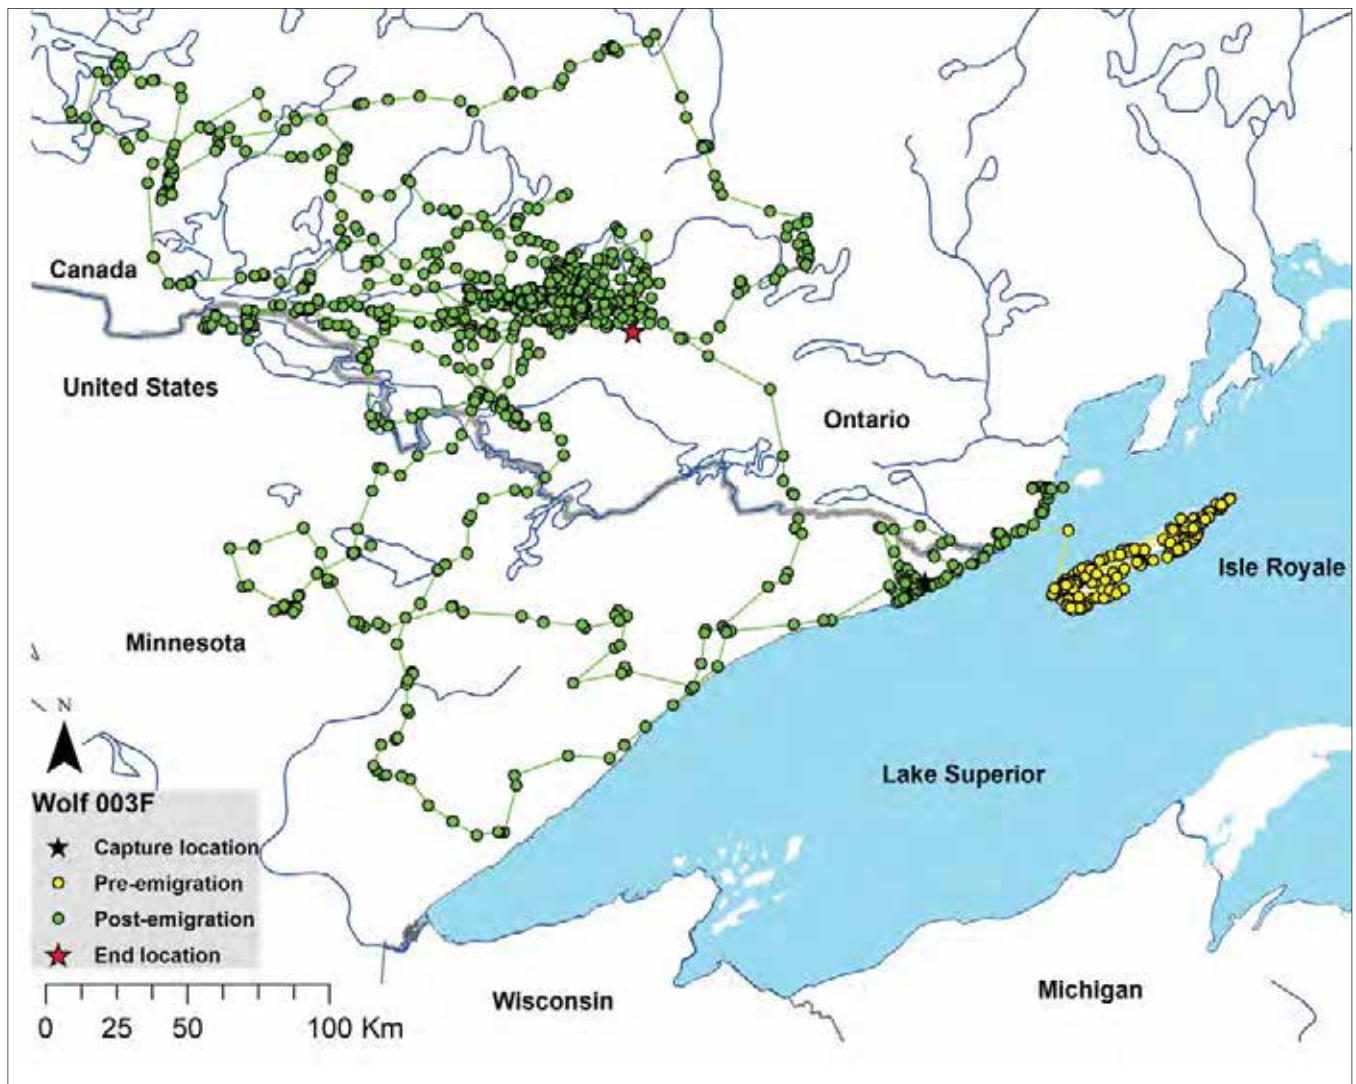 Canada
United States
Ontario
Isle Royale
Minnesota
N
Lake Superior
Wolf 003F
Capture location
Pre-emigration
Post-emigration
End location
0 25 50 100 Km
Wisconsin
Michigan